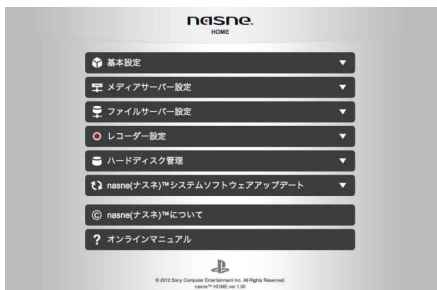 nasne.
HOME
基本設定
メディアサーバー設定
ファイルサーバー設定
レコーダー設定
ハードディスク管理
nasne(ナスネ)™システムソフトウェアアップデート
© nasne(ナスネ)™について
? オンラインマニュアル
© 2012 Sony Computer Entertainment Inc. All Rights Reserved.
nasne™ HOME ver 1.00